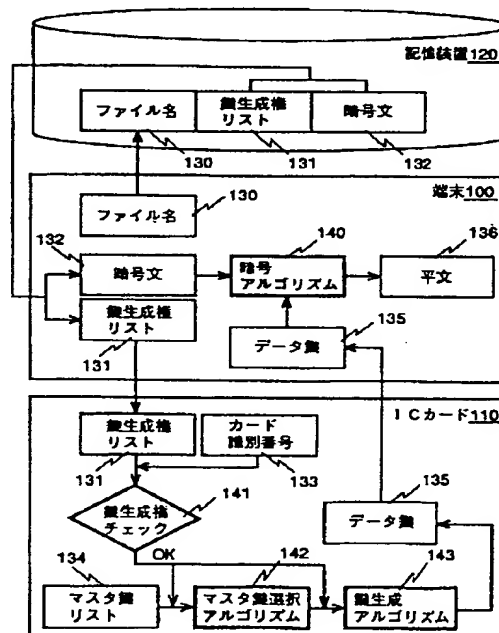 記憶装置120
ファイル名
鍵生成権
リスト
暗号文
130
131
132
端末100
ファイル名
130
132
暗号文
140
暗号
アルゴリズム
136
平文
鍵生成権
リスト
131
135
データ鍵
ICカード110
鍵生成権
リスト
131
カード
識別番号
133
鍵生成権
チェック
141
OK
135
データ鍵
134
マスタ鍵
リスト
142
マスタ鍵選択
アルゴリズム
143
鍵生成
アルゴリズム